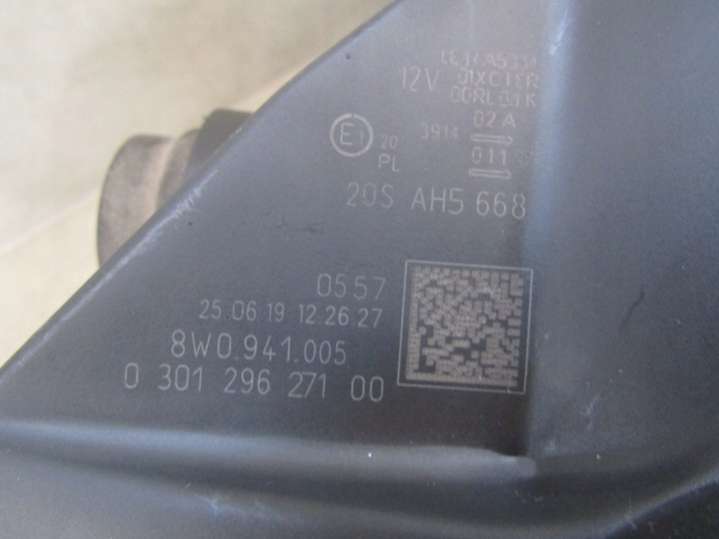 12V
02 A
E1 20 3914
PL 011
20S AH5 668
0557
25.06.19 12:26:27
8W0.941.005
0 301 296 271 00